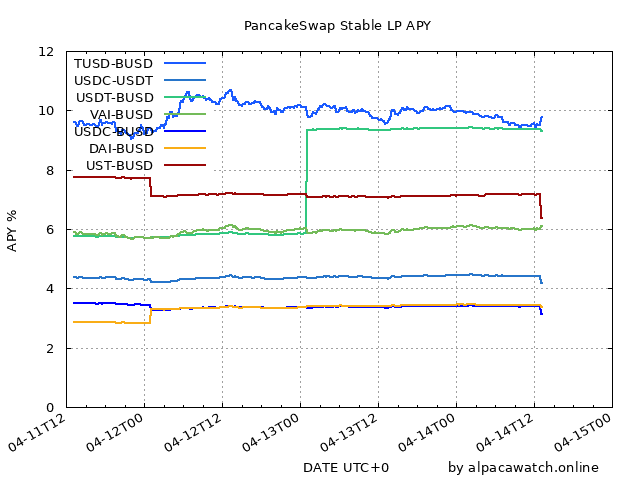 PancakeSwap Stable LP APY
12
10
8
6
4
2
0
APY %
TUSD-BUSD
USDC-USDT
USDT-BUSD
VAI-BUSD
USDC-BUSD
DAI-BUSD
UST-BUSD
04-11T12
04-12T00
04-12T12
04-13T00
04-13T12
04-14T00
04-14T12
04-15T00
DATE UTC+0
by alpacawatch.online